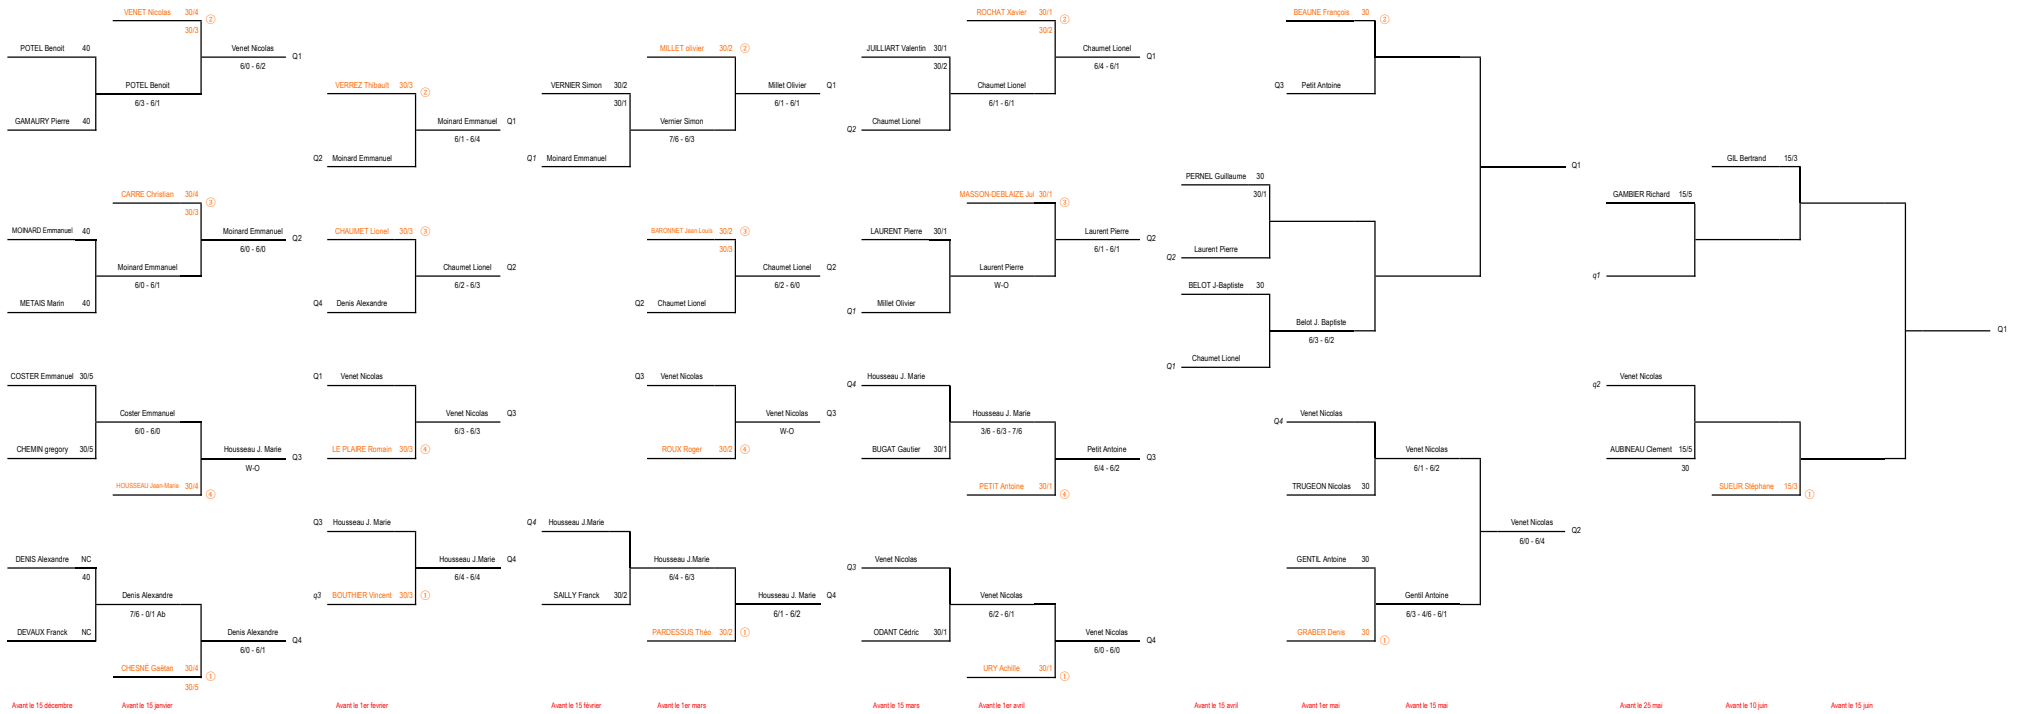 VENET Nicolas 30/4 ②
30/3
POTEL Benoit 40
Venet Nicolas Q1
6/0 - 6/2
POTEL Benoit
6/3 - 6/1
GAMAURY Pierre 40
CARRE Christian 30/4 ③
30/3
MOINARD Emmanuel 40
Moinard Emmanuel Q2
6/0 - 6/0
Moinard Emmanuel
6/0 - 6/1
METAIS Marin 40
COSTER Emmanuel 30/5
Coster Emmanuel
6/0 - 6/0
CHEMIN gregory 30/5
Housseau J. Marie Q3
W-O
HOUSSEAU Jean-Marie 30/4 ④
DENIS Alexandre NC
40
Denis Alexandre
7/6 - 0/1 Ab
DEVAUX Franck NC
Denis Alexandre Q4
6/0 - 6/1
CHESNE Gaëtan 30/4 ①
30/5
Avant le 15 décembre
Avant le 15 janvier
VERREZ Thibault 30/3 ②
Moinard Emmanuel Q1
6/1 - 6/4
Q2 Moinard Emmanuel
CHAUMET Lionel 30/3 ③
Chaumet Lionel Q2
6/2 - 6/3
Q4 Denis Alexandre
Q1 Venet Nicolas
Venet Nicolas Q3
6/3 - 6/3
LE PLAIRE Romain 30/3 ④
Q3 Housseau J. Marie
Housseau J.Marie Q4
6/4 - 6/4
q3 BOUTHIER Vincent 30/3 ①
Avant le 1er fevrier
MILLET olivier 30/2 ②
VERNIER Simon 30/2
30/1
Millet Olivier Q1
6/1 - 6/1
Vernier Simon
7/6 - 6/3
Q1 Moinard Emmanuel
BARONNET Jean Louis 30/2 ③
30/3
Chaumet Lionel Q2
6/2 - 6/0
Q2 Chaumet Lionel
Q3 Venet Nicolas
Venet Nicolas Q3
W-O
ROUX Roger 30/2 ④
Q4 Housseau J.Marie
Housseau J.Marie
6/4 - 6/3
SAILLY Franck 30/2
Housseau J. Marie Q4
6/1 - 6/2
PARDESSUS Théo 30/2 ①
Avant le 15 février
Avant le 1er mars
ROCHAT Xavier 30/1 ②
30/2
JUILLIART Valentin 30/1
30/2
Chaumet Lionel Q1
6/4 - 6/1
Chaumet Lionel
6/1 - 6/1
Q2 Chaumet Lionel
MASSON-DEBLAIZE Jul 30/1 ③
LAURENT Pierre 30/1
Laurent Pierre Q2
6/1 - 6/1
Laurent Pierre
W-O
Q1 Millet Olivier
Q4 Housseau J. Marie
Housseau J. Marie
3/6 - 6/3 - 7/6
BUGAT Gautier 30/1
Petit Antoine Q3
6/4 - 6/2
PETIT Antoine 30/1 ④
Q3 Venet Nicolas
Venet Nicolas
6/2 - 6/1
ODANT Cédric 30/1
Venet Nicolas Q4
6/0 - 6/0
URY Achille 30/1 ①
Avant le 15 mars
Avant le 1er avril
BEAUNE François 30 ②
Q3 Petit Antoine
Q1
PERNEL Guillaume 30
30/1
Q2 Laurent Pierre
BELOT J-Baptiste 30
Belot J. Baptiste
6/3 - 6/2
Q1 Chaumet Lionel
Q4 Venet Nicolas
Venet Nicolas
6/1 - 6/2
TRUGEON Nicolas 30
Venet Nicolas Q2
6/0 - 6/4
GENTIL Antoine 30
Gentil Antoine
6/3 - 4/6 - 6/1
GRABER Denis 30 ①
Avant le 15 avril
Avant 1er mai
Avant le 15 mai
GIL Bertrand 15/3
GAMBIER Richard 15/5
q1
Q1
q2 Venet Nicolas
AUBINEAU Clement 15/5
30
SUEUR Stéphane 15/3 ①
Avant le 25 mai
Avant le 10 juin
Avant le 15 juin